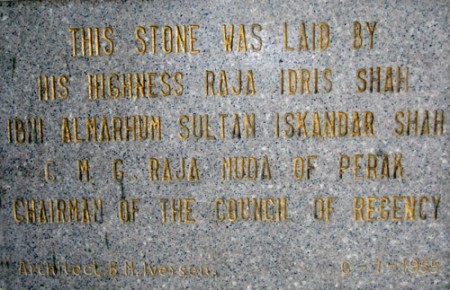 THIS STONE WAS LAID BY
HIS HIGHNESS RAJA IDRIS SHAH
IBNI ALMARHUM SULTAN ISKANDAR SHAH
C. M. G., RAJA MUDA OF PERAK
CHAIRMAN OF THE COUNCIL OF REGENCY
Architect B.M. Iversen.